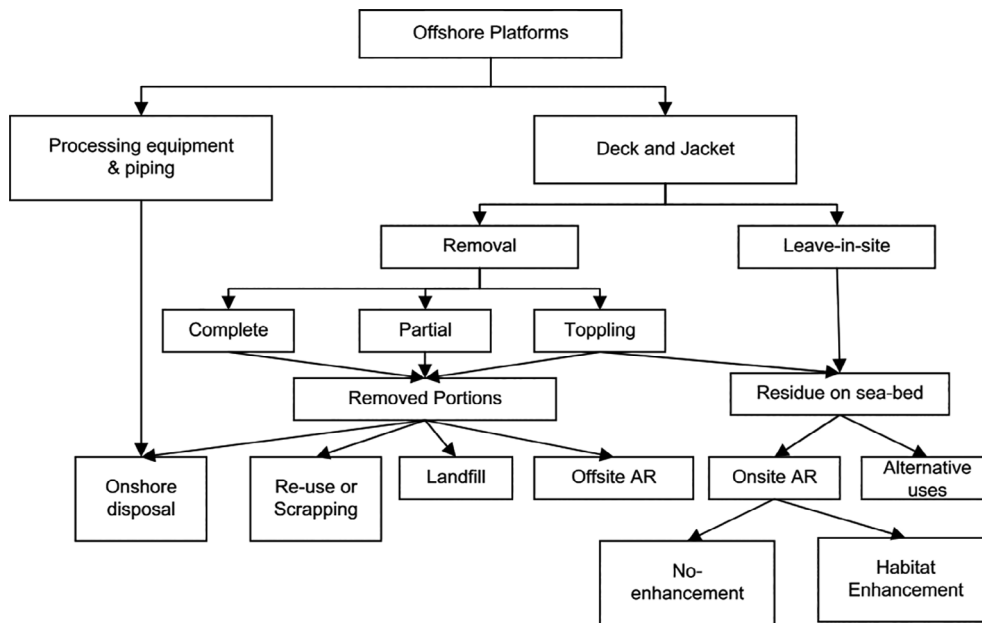 Offshore Platforms
Processing equipment
& piping
Deck and Jacket
Removal
Leave-in-site
Complete
Partial
Toppling
Removed Portions
Residue on sea-bed
Onshore
disposal
Re-use or
Scrapping
Landfill
Offsite AR
Onsite AR
Alternative
uses
No-
enhancement
Habitat
Enhancement